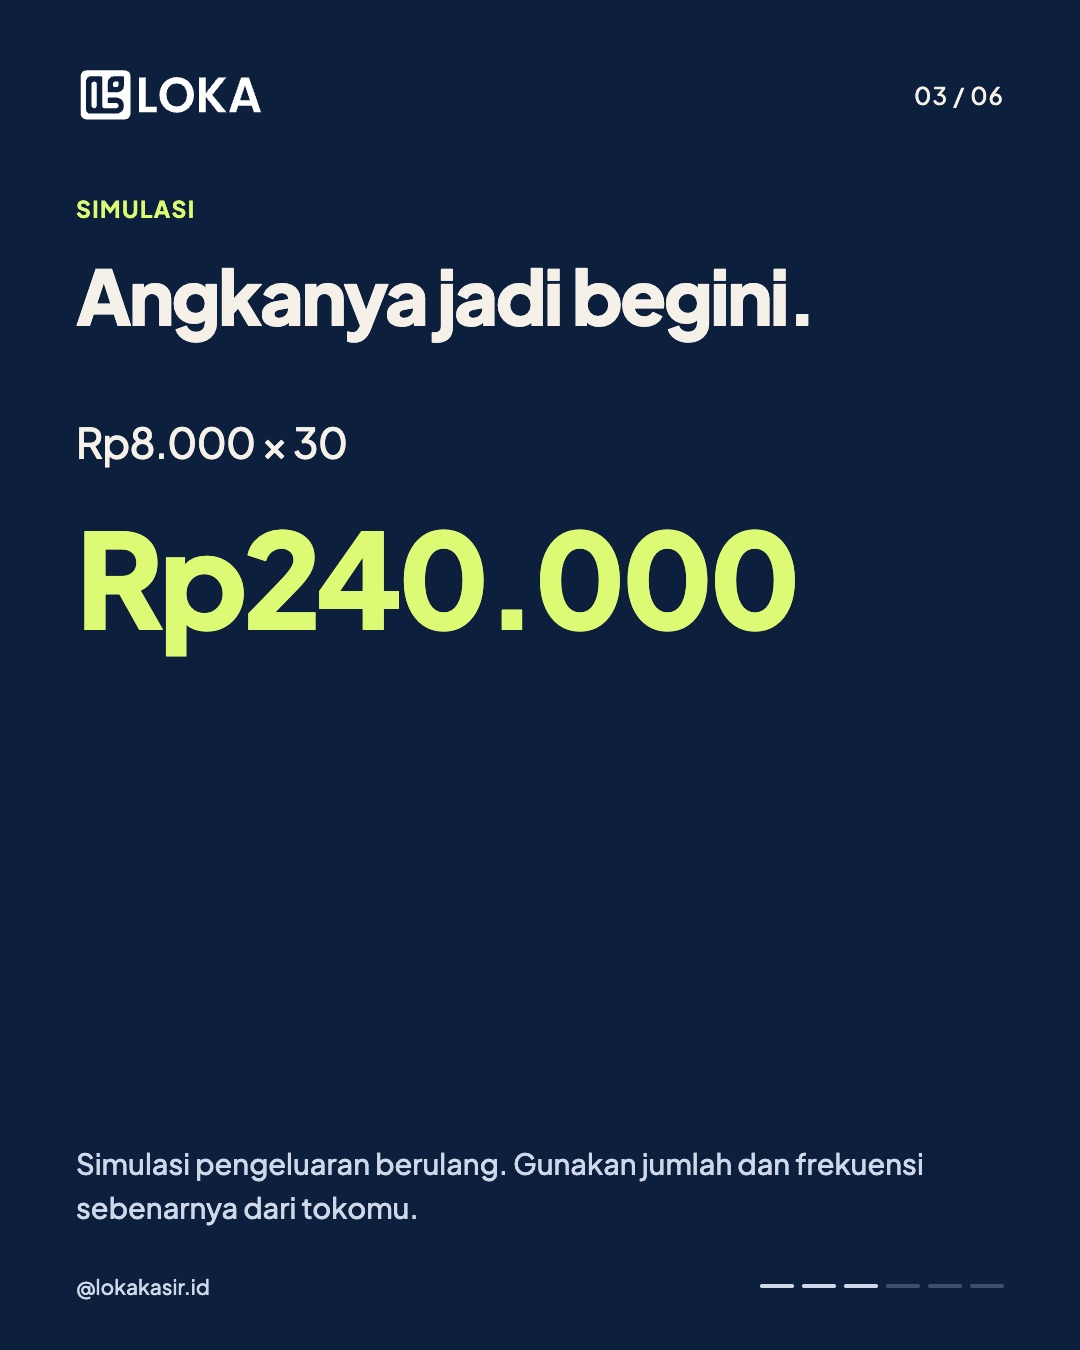 LOKA
03 / 06
SIMULASI
Angkanya jadi begini.
Rp8.000 × 30
Rp240.000
Simulasi pengeluaran berulang. Gunakan jumlah dan frekuensi
sebenarnya dari tokomu.
@lokakasir.id